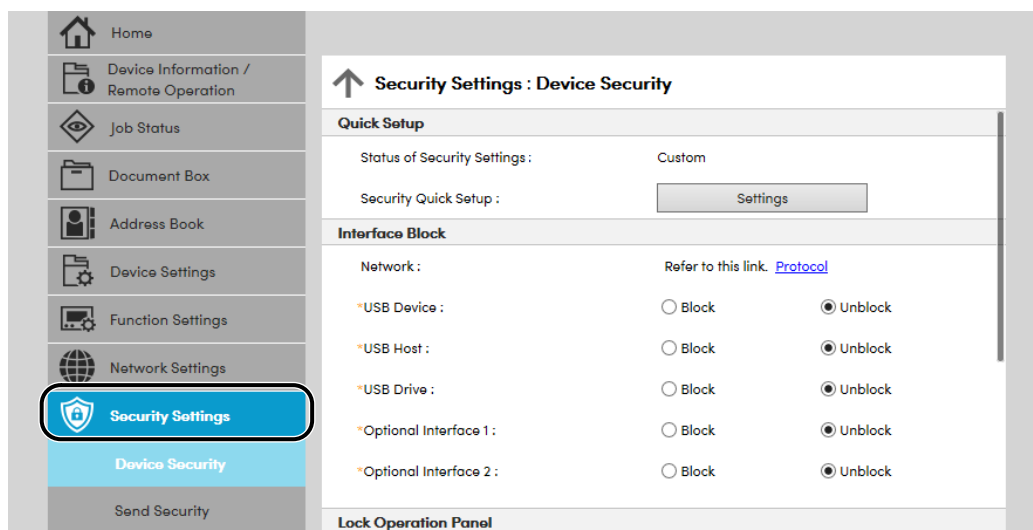 Home
Device Information /
Remote Operation
Job Status
Document Box
Address Book
Device Settings
Function Settings
Network Settings
Security Settings
Device Security
Send Security
Security Settings : Device Security
Quick Setup
Status of Security Settings : Custom
Security Quick Setup : Settings
Interface Block
Network : Refer to this link. Protocol
*USB Device : Block Unblock
*USB Host : Block Unblock
*USB Drive : Block Unblock
*Optional Interface 1 : Block Unblock
*Optional Interface 2 : Block Unblock
Lock Operation Panel